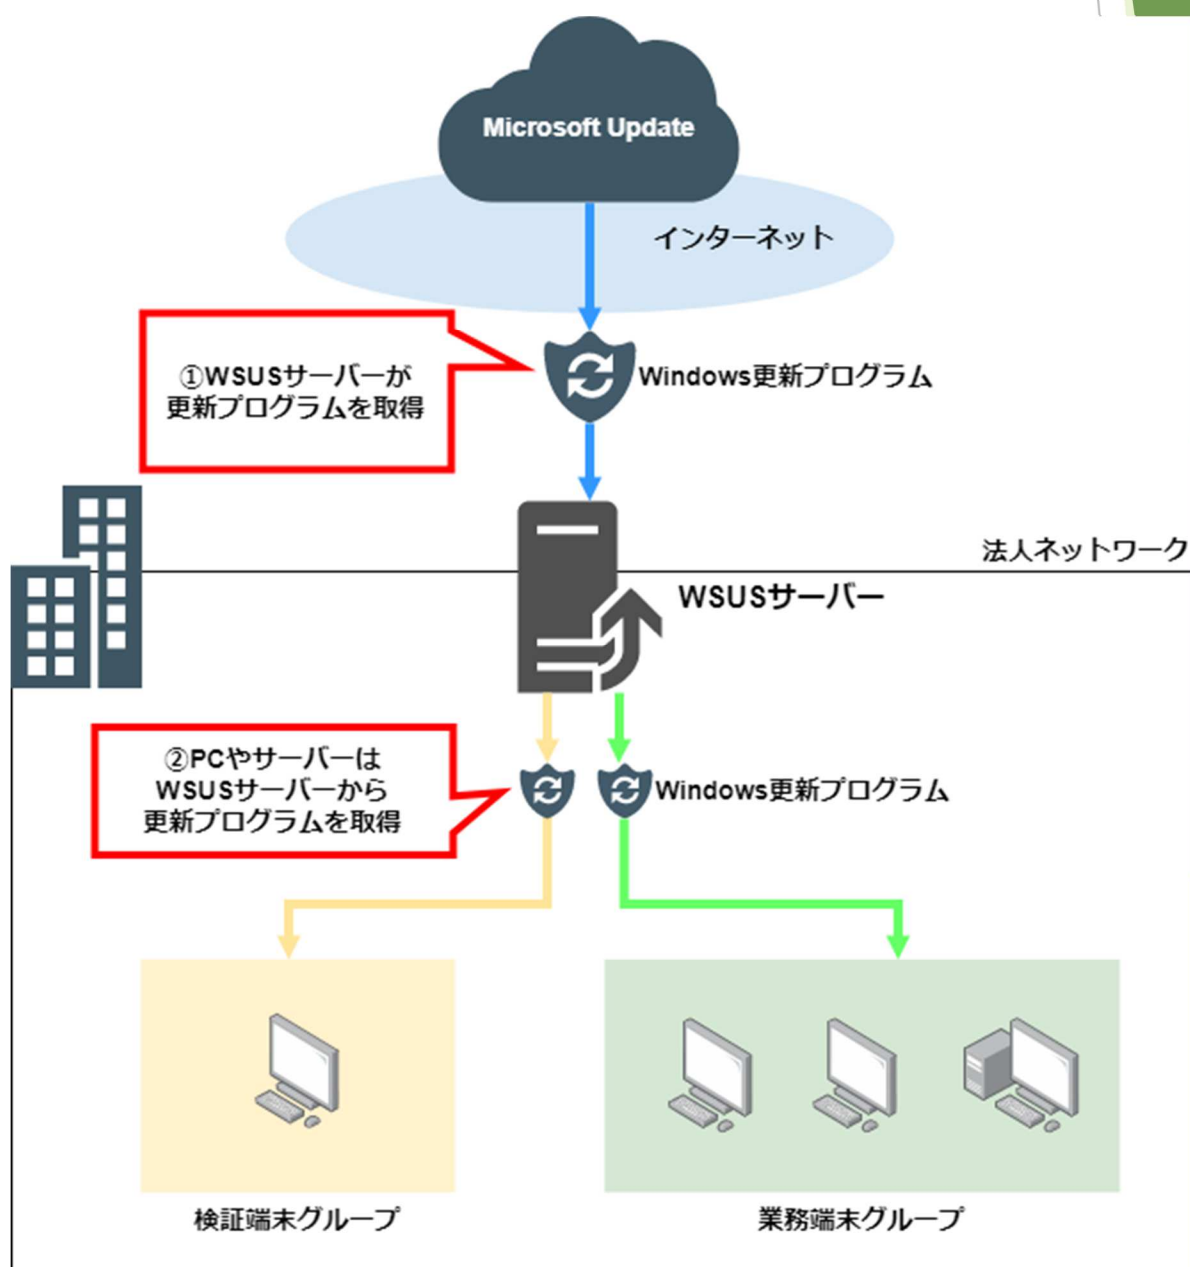 Microsoft Update
インターネット
①WSUSサーバーが
更新プログラムを取得
Windows更新プログラム
法人ネットワーク
WSUSサーバー
②PCやサーバーは
WSUSサーバーから
更新プログラムを取得
Windows更新プログラム
検証端末グループ
業務端末グループ